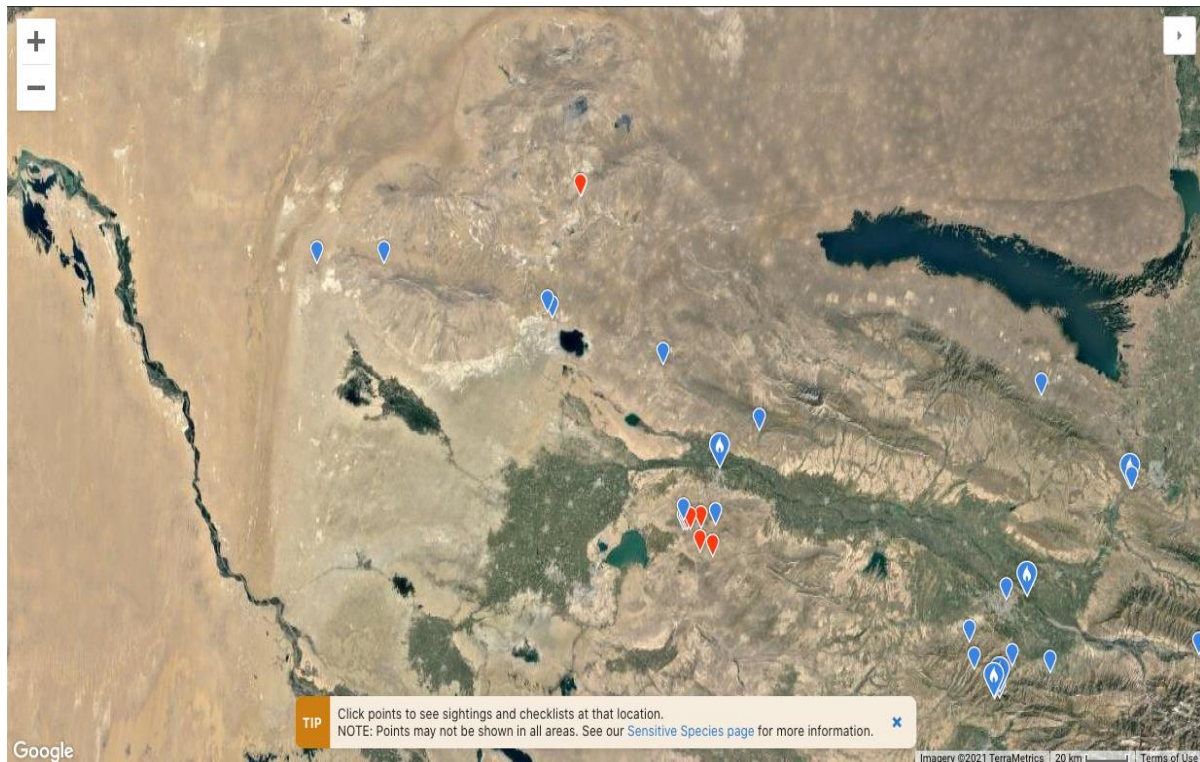 +
−
TIP
Click points to see sightings and checklists at that location.
NOTE: Points may not be shown in all areas. See our Sensitive Species page for more information.
×
Google
Imagery ©2021 TerraMetrics
20 km
Terms of Use